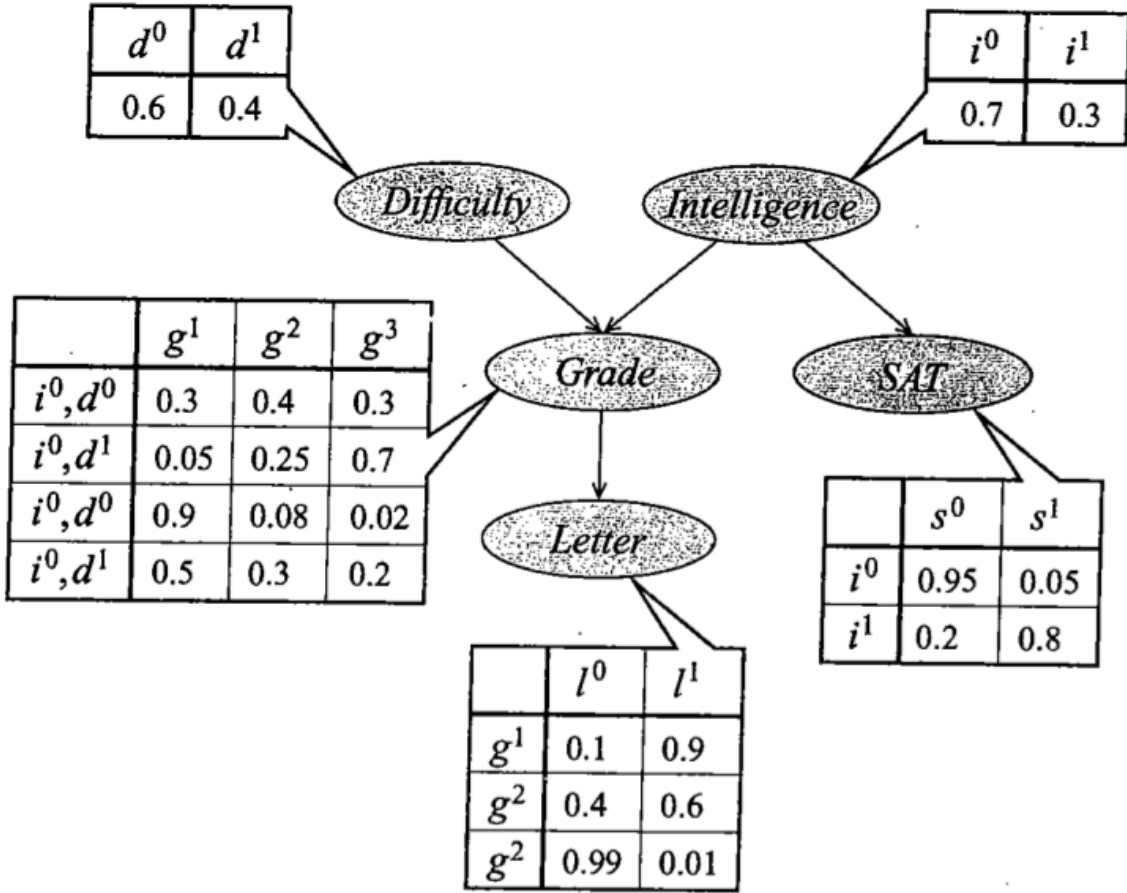 d⁰ d¹
0.6 0.4
i⁰ i¹
0.7 0.3
Difficulty
Intelligence
g¹ g² g³
i⁰,d⁰ 0.3 0.4 0.3
i⁰,d¹ 0.05 0.25 0.7
i⁰,d⁰ 0.9 0.08 0.02
i⁰,d¹ 0.5 0.3 0.2
Grade
SAT
Letter
s⁰ s¹
i⁰ 0.95 0.05
i¹ 0.2 0.8
l⁰ l¹
g¹ 0.1 0.9
g² 0.4 0.6
g² 0.99 0.01